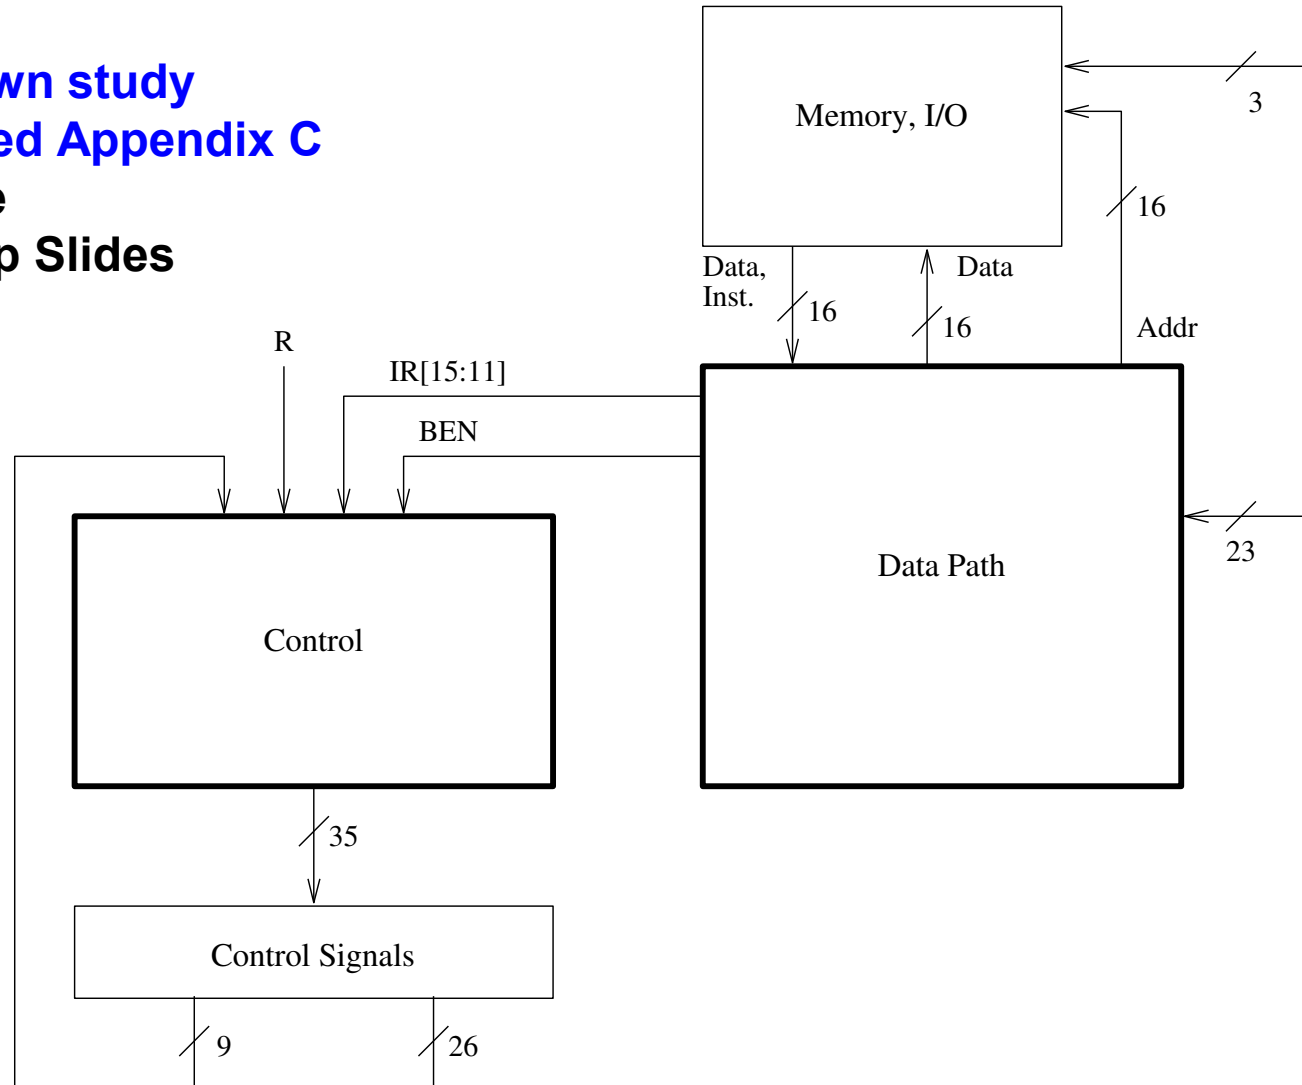 wn study
ed Appendix C
e
p Slides
Memory, I/O
3
16
Data,
Inst.
16
Data
16
Addr
R
IR[15:11]
BEN
Control
Data Path
23
35
Control Signals
9
26